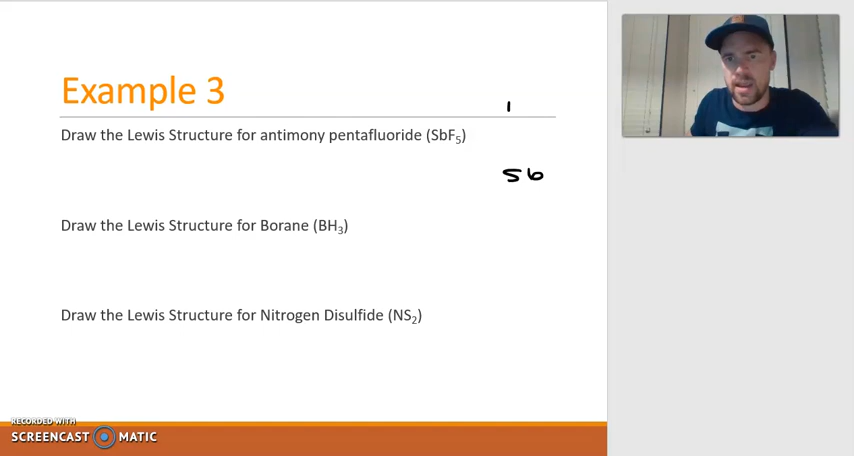 Example 3
Draw the Lewis Structure for antimony pentafluoride (SbF₅)
Sb
Draw the Lewis Structure for Borane (BH₃)
Draw the Lewis Structure for Nitrogen Disulfide (NS₂)
RECORDED WITH
SCREENCAST MATIC